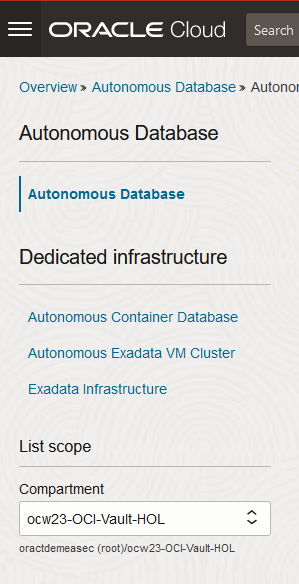 ORACLE Cloud Search
Overview » Autonomous Database » Autono
Autonomous Database
Autonomous Database
Dedicated infrastructure
Autonomous Container Database
Autonomous Exadata VM Cluster
Exadata Infrastructure
List scope
Compartment
ocw23-OCI-Vault-HOL
oractdemeasec (root)/ocw23-OCI-Vault-HOL